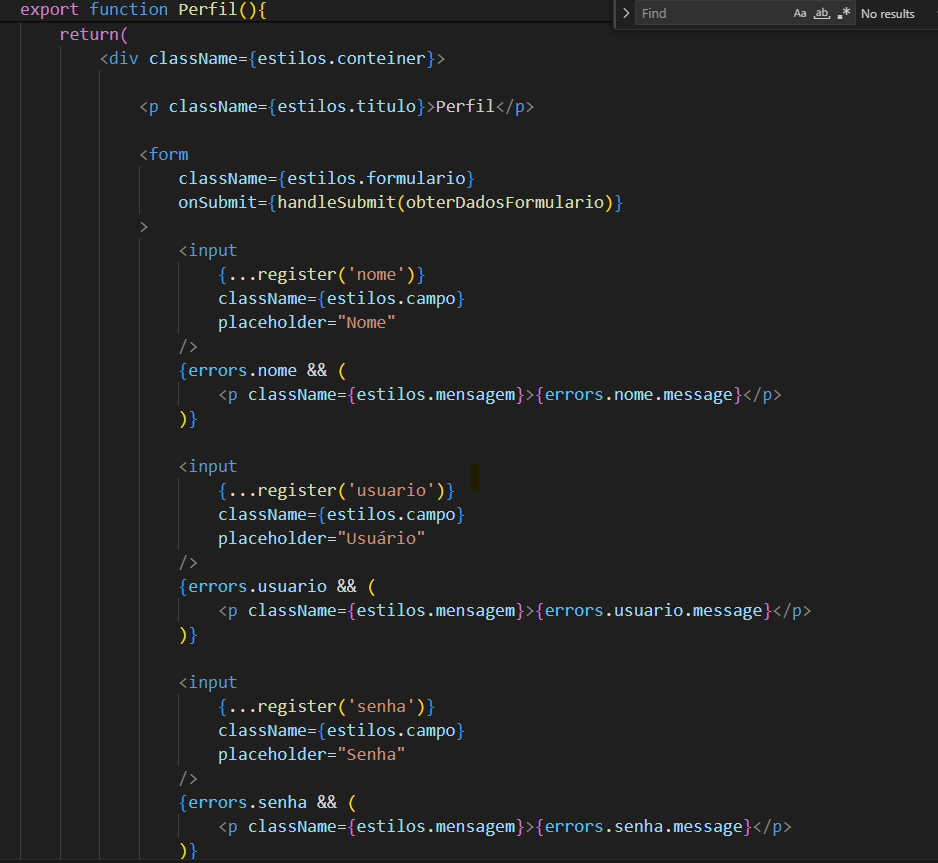 export function Perfil(){
Find
Aa ab .* No results
return(
<div className={estilos.conteiner}>
<p className={estilos.titulo}>Perfil</p>
<form
className={estilos.formulario}
onSubmit={handleSubmit(obterDadosFormulario)}
>
<input
{...register('nome')}
className={estilos.campo}
placeholder="Nome"
/>
{errors.nome && (
<p className={estilos.mensagem}>{errors.nome.message}</p>
)}
<input
{...register('usuario')}
className={estilos.campo}
placeholder="Usuário"
/>
{errors.usuario && (
<p className={estilos.mensagem}>{errors.usuario.message}</p>
)}
<input
{...register('senha')}
className={estilos.campo}
placeholder="Senha"
/>
{errors.senha && (
<p className={estilos.mensagem}>{errors.senha.message}</p>
)}